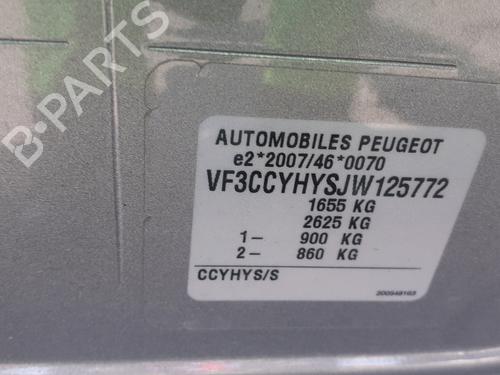 B-PARTS
AUTOMOBILES PEUGEOT
e2*2007/46*0070
VF3CCYHYSJW125772
1655 KG
2625 KG
1- 900 KG
2- 860 KG
CCYHYS/S